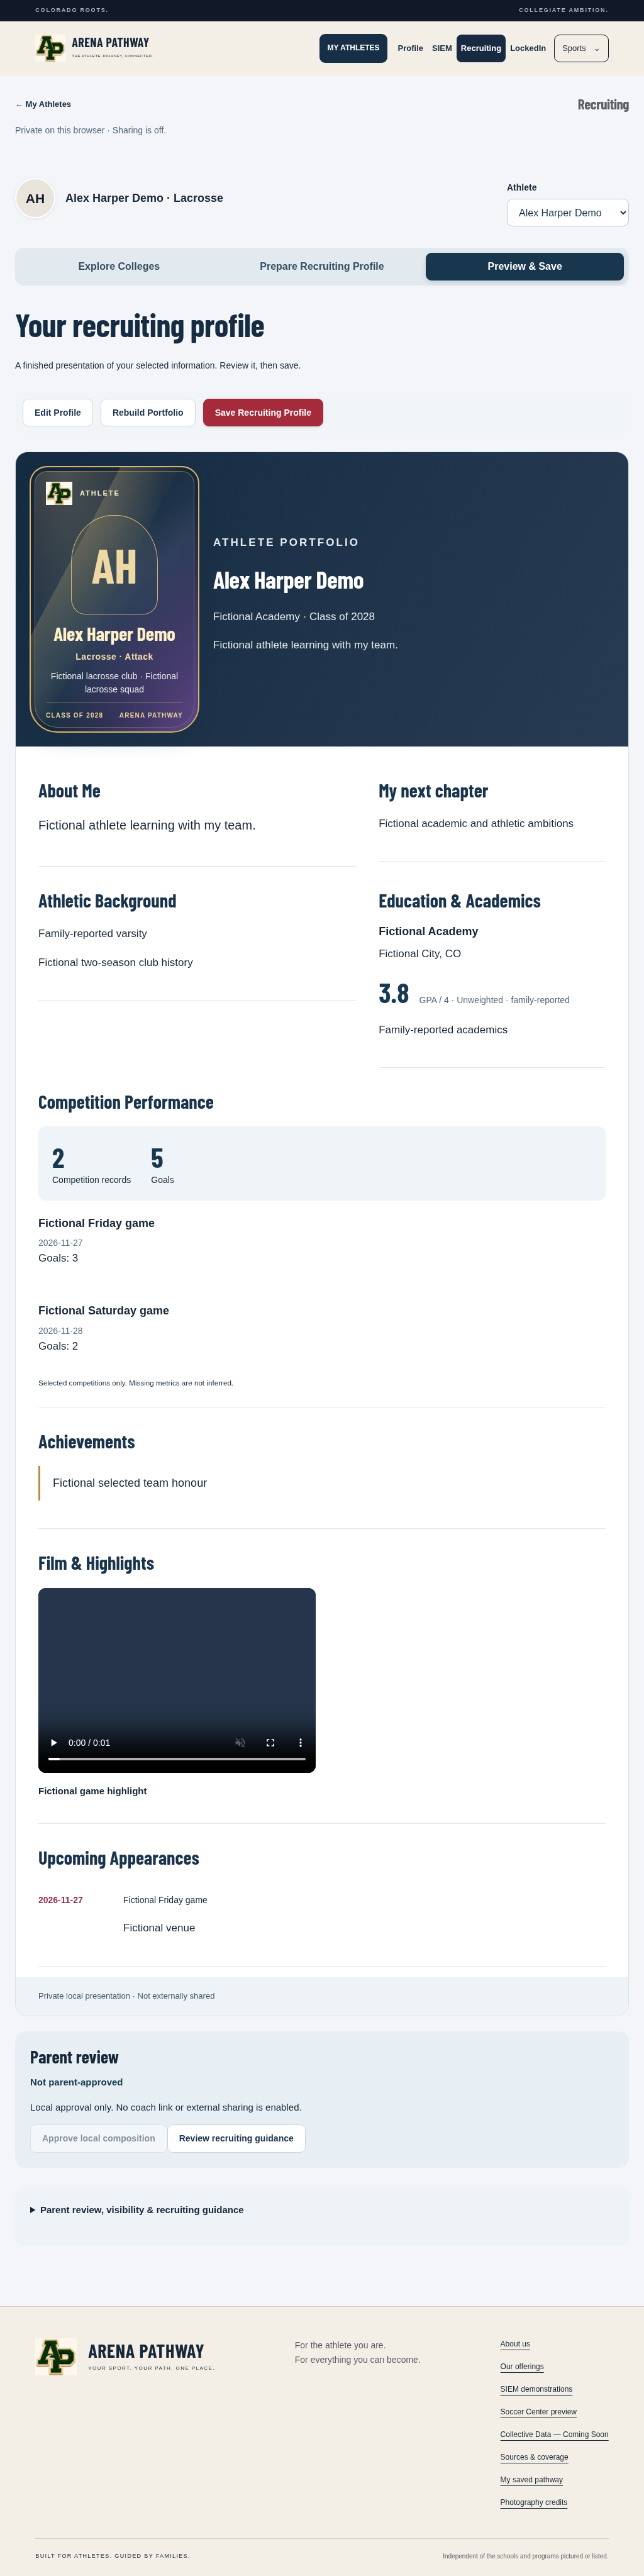 COLORADO ROOTS.
COLLEGIATE AMBITION.
AP
ARENA PATHWAY
THE ATHLETE JOURNEY, CONNECTED.
MY ATHLETES
Profile
SIEM
Recruiting
LockedIn
Sports
← My Athletes
Recruiting
Private on this browser · Sharing is off.
AH
Alex Harper Demo · Lacrosse
Athlete
Alex Harper Demo
Explore Colleges
Prepare Recruiting Profile
Preview & Save
Your recruiting profile
A finished presentation of your selected information. Review it, then save.
Edit Profile
Rebuild Portfolio
Save Recruiting Profile
AP
ATHLETE
AH
Alex Harper Demo
Lacrosse · Attack
Fictional lacrosse club · Fictional
lacrosse squad
CLASS OF 2028
ARENA PATHWAY
ATHLETE PORTFOLIO
Alex Harper Demo
Fictional Academy · Class of 2028
Fictional athlete learning with my team.
About Me
Fictional athlete learning with my team.
My next chapter
Fictional academic and athletic ambitions
Athletic Background
Family-reported varsity
Fictional two-season club history
Education & Academics
Fictional Academy
Fictional City, CO
3.8 GPA / 4 · Unweighted · family-reported
Family-reported academics
Competition Performance
2
Competition records
5
Goals
Fictional Friday game
2026-11-27
Goals: 3
Fictional Saturday game
2026-11-28
Goals: 2
Selected competitions only. Missing metrics are not inferred.
Achievements
Fictional selected team honour
Film & Highlights
0:00 / 0:01
Fictional game highlight
Upcoming Appearances
2026-11-27
Fictional Friday game
Fictional venue
Private local presentation · Not externally shared
Parent review
Not parent-approved
Local approval only. No coach link or external sharing is enabled.
Approve local composition
Review recruiting guidance
Parent review, visibility & recruiting guidance
AP
ARENA PATHWAY
YOUR SPORT. YOUR PATH. ONE PLACE.
For the athlete you are.
For everything you can become.
About us
Our offerings
SIEM demonstrations
Soccer Center preview
Collective Data — Coming Soon
Sources & coverage
My saved pathway
Photography credits
BUILT FOR ATHLETES. GUIDED BY FAMILIES.
Independent of the schools and programs pictured or listed.